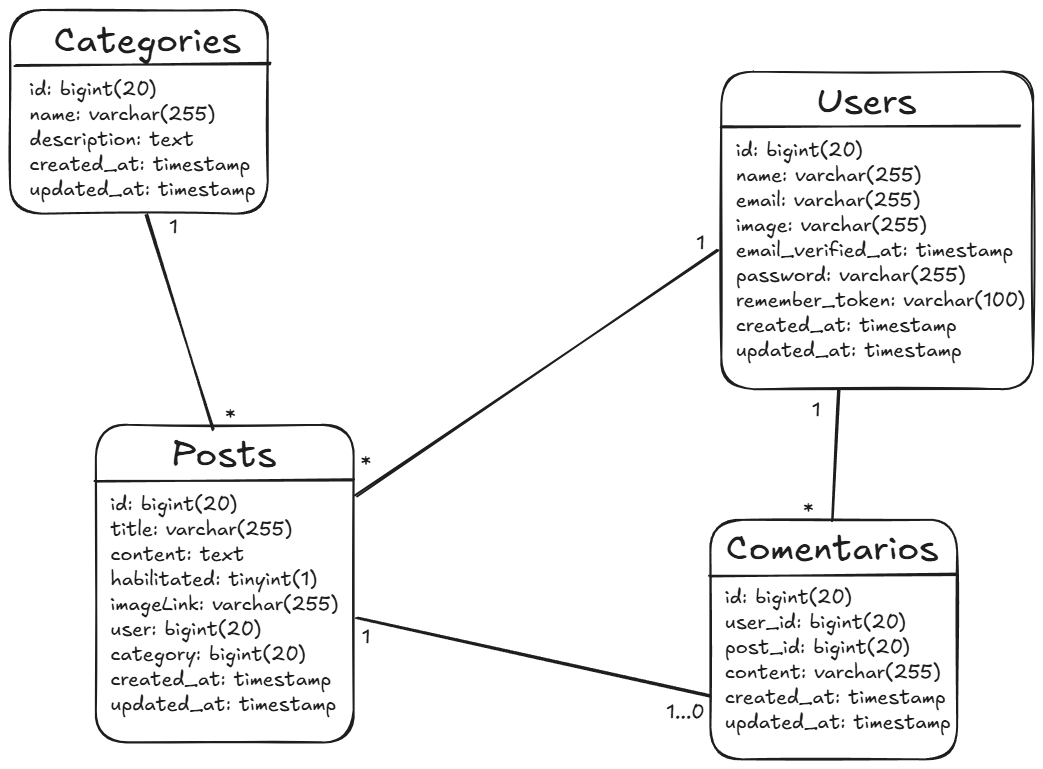 Categories
id: bigint(20)
name: varchar(255)
description: text
created_at: timestamp
updated_at: timestamp
1
*
Users
id: bigint(20)
name: varchar(255)
email: varchar(255)
image: varchar(255)
email_verified_at: timestamp
password: varchar(255)
remember_token: varchar(100)
created_at: timestamp
updated_at: timestamp
1
*
1
*
Posts
id: bigint(20)
title: varchar(255)
content: text
habilitated: tinyint(1)
imageLink: varchar(255)
user: bigint(20)
category: bigint(20)
created_at: timestamp
updated_at: timestamp
1
1...0
Comentarios
id: bigint(20)
user_id: bigint(20)
post_id: bigint(20)
content: varchar(255)
created_at: timestamp
updated_at: timestamp